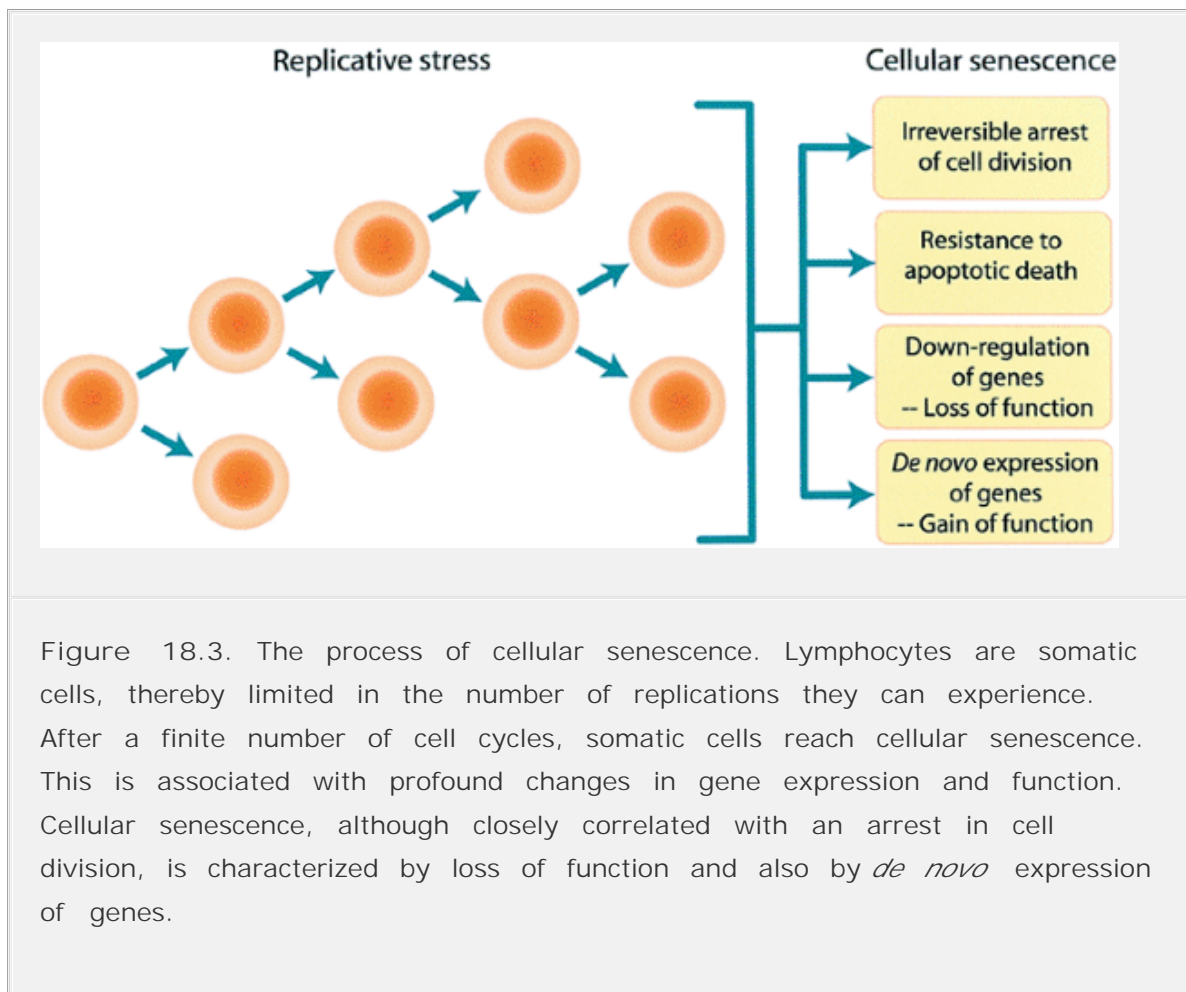 Replicative stress
Cellular senescence
Irreversible arrest
of cell division
Resistance to
apoptotic death
Down-regulation
of genes
-- Loss of function
De novo expression
of genes
-- Gain of function
Figure 18.3. The process of cellular senescence. Lymphocytes are somatic
cells, thereby limited in the number of replications they can experience.
After a finite number of cell cycles, somatic cells reach cellular senescence.
This is associated with profound changes in gene expression and function.
Cellular senescence, although closely correlated with an arrest in cell
division, is characterized by loss of function and also by de novo expression
of genes.